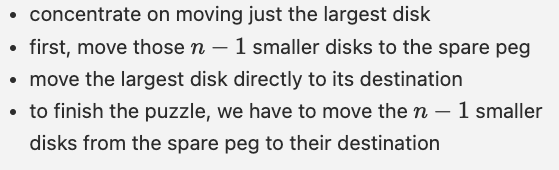 • concentrate on moving just the largest disk
• first, move those n − 1 smaller disks to the spare peg
• move the largest disk directly to its destination
• to finish the puzzle, we have to move the n − 1 smaller
disks from the spare peg to their destination